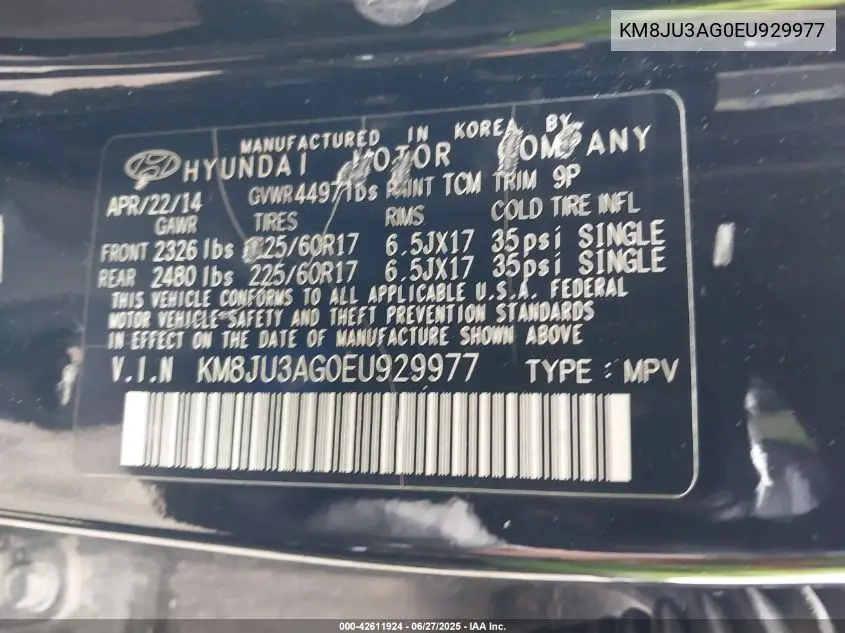 KM8JU3AG0EU929977
MANUFACTURED IN KOREA BY
HYUNDAI MOTOR COMPANY
APR/22/14 GVWR 4497lbs PAINT TCM TRIM 9P
GAWR TIRES RIMS COLD TIRE INFL
FRONT 2326 lbs 225/60R17 6.5JX17 35psi SINGLE
REAR 2480 lbs 225/60R17 6.5JX17 35psi SINGLE
THIS VEHICLE CONFORMS TO ALL APPLICABLE U.S.A. FEDERAL
MOTOR VEHICLE SAFETY AND THEFT PREVENTION STANDARDS
IN EFFECT ON THE DATE OF MANUFACTURE SHOWN ABOVE
V.I.N KM8JU3AG0EU929977 TYPE : MPV
000-42611924 | 06/27/2025 - IAA Inc.